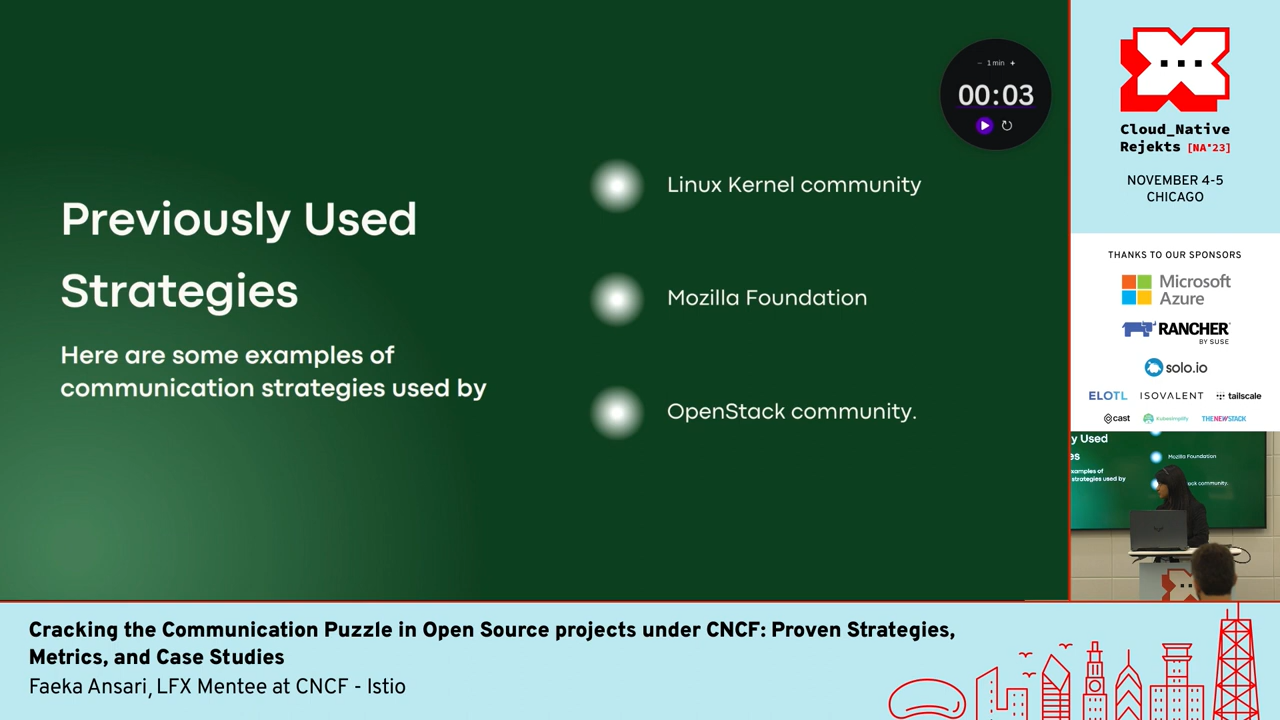 Previously Used
Strategies
Here are some examples of
communication strategies used by
Linux Kernel community
Mozilla Foundation
OpenStack community.
− 1 min +
00:03
Cloud_Native
Rejekts [NA'23]
NOVEMBER 4-5
CHICAGO
THANKS TO OUR SPONSORS
Microsoft
Azure
RANCHER
BY SUSE
solo.io
ELOTL ISOVALENT tailscale
cast kubesimplify THENEWSTACK
y Used
es
xamples of
strategies used by
Mozilla Foundation
ack community.
Cracking the Communication Puzzle in Open Source projects under CNCF: Proven Strategies,
Metrics, and Case Studies
Faeka Ansari, LFX Mentee at CNCF - Istio